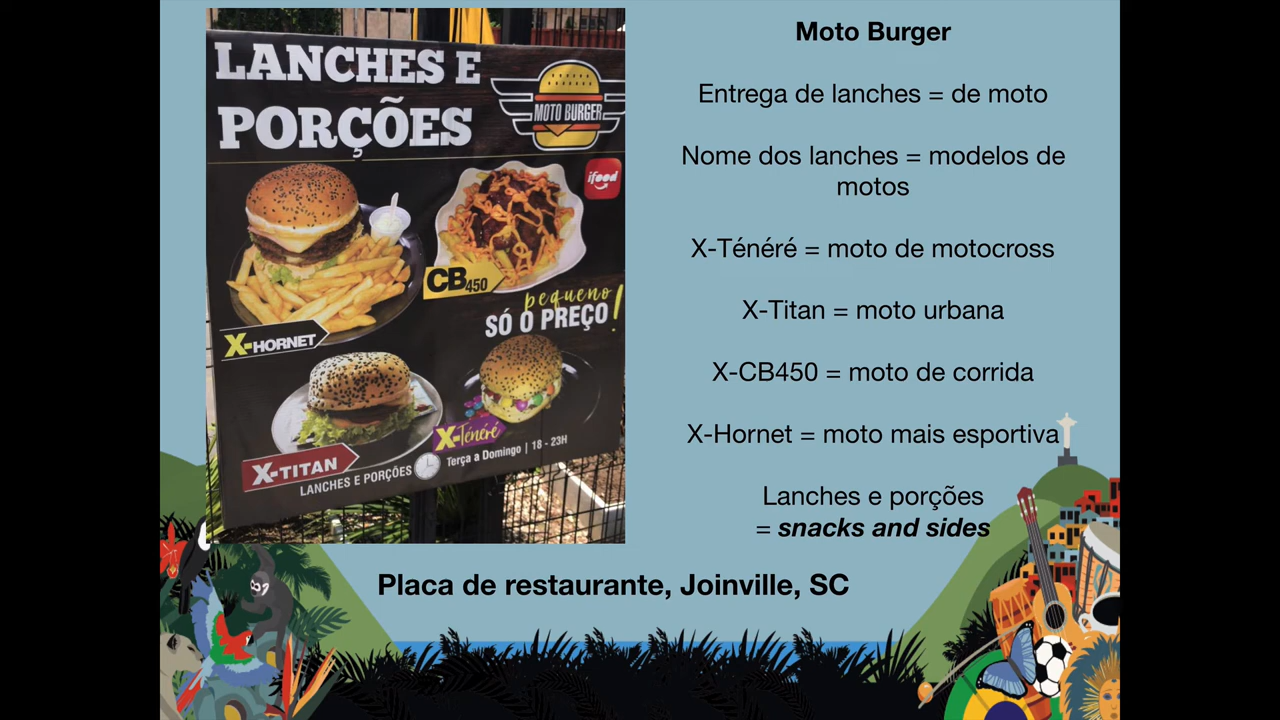 LANCHES E
PORÇÕES
MOTO BURGER
ifood
CB450
pequeno
SÓ O PREÇO!
X-HORNET
X-Ténéré
X-TITAN
LANCHES E PORÇÕES
Terça a Domingo | 18 - 23H
Moto Burger
Entrega de lanches = de moto
Nome dos lanches = modelos de
motos
X-Ténéré = moto de motocross
X-Titan = moto urbana
X-CB450 = moto de corrida
X-Hornet = moto mais esportiva
Lanches e porções
= snacks and sides
Placa de restaurante, Joinville, SC